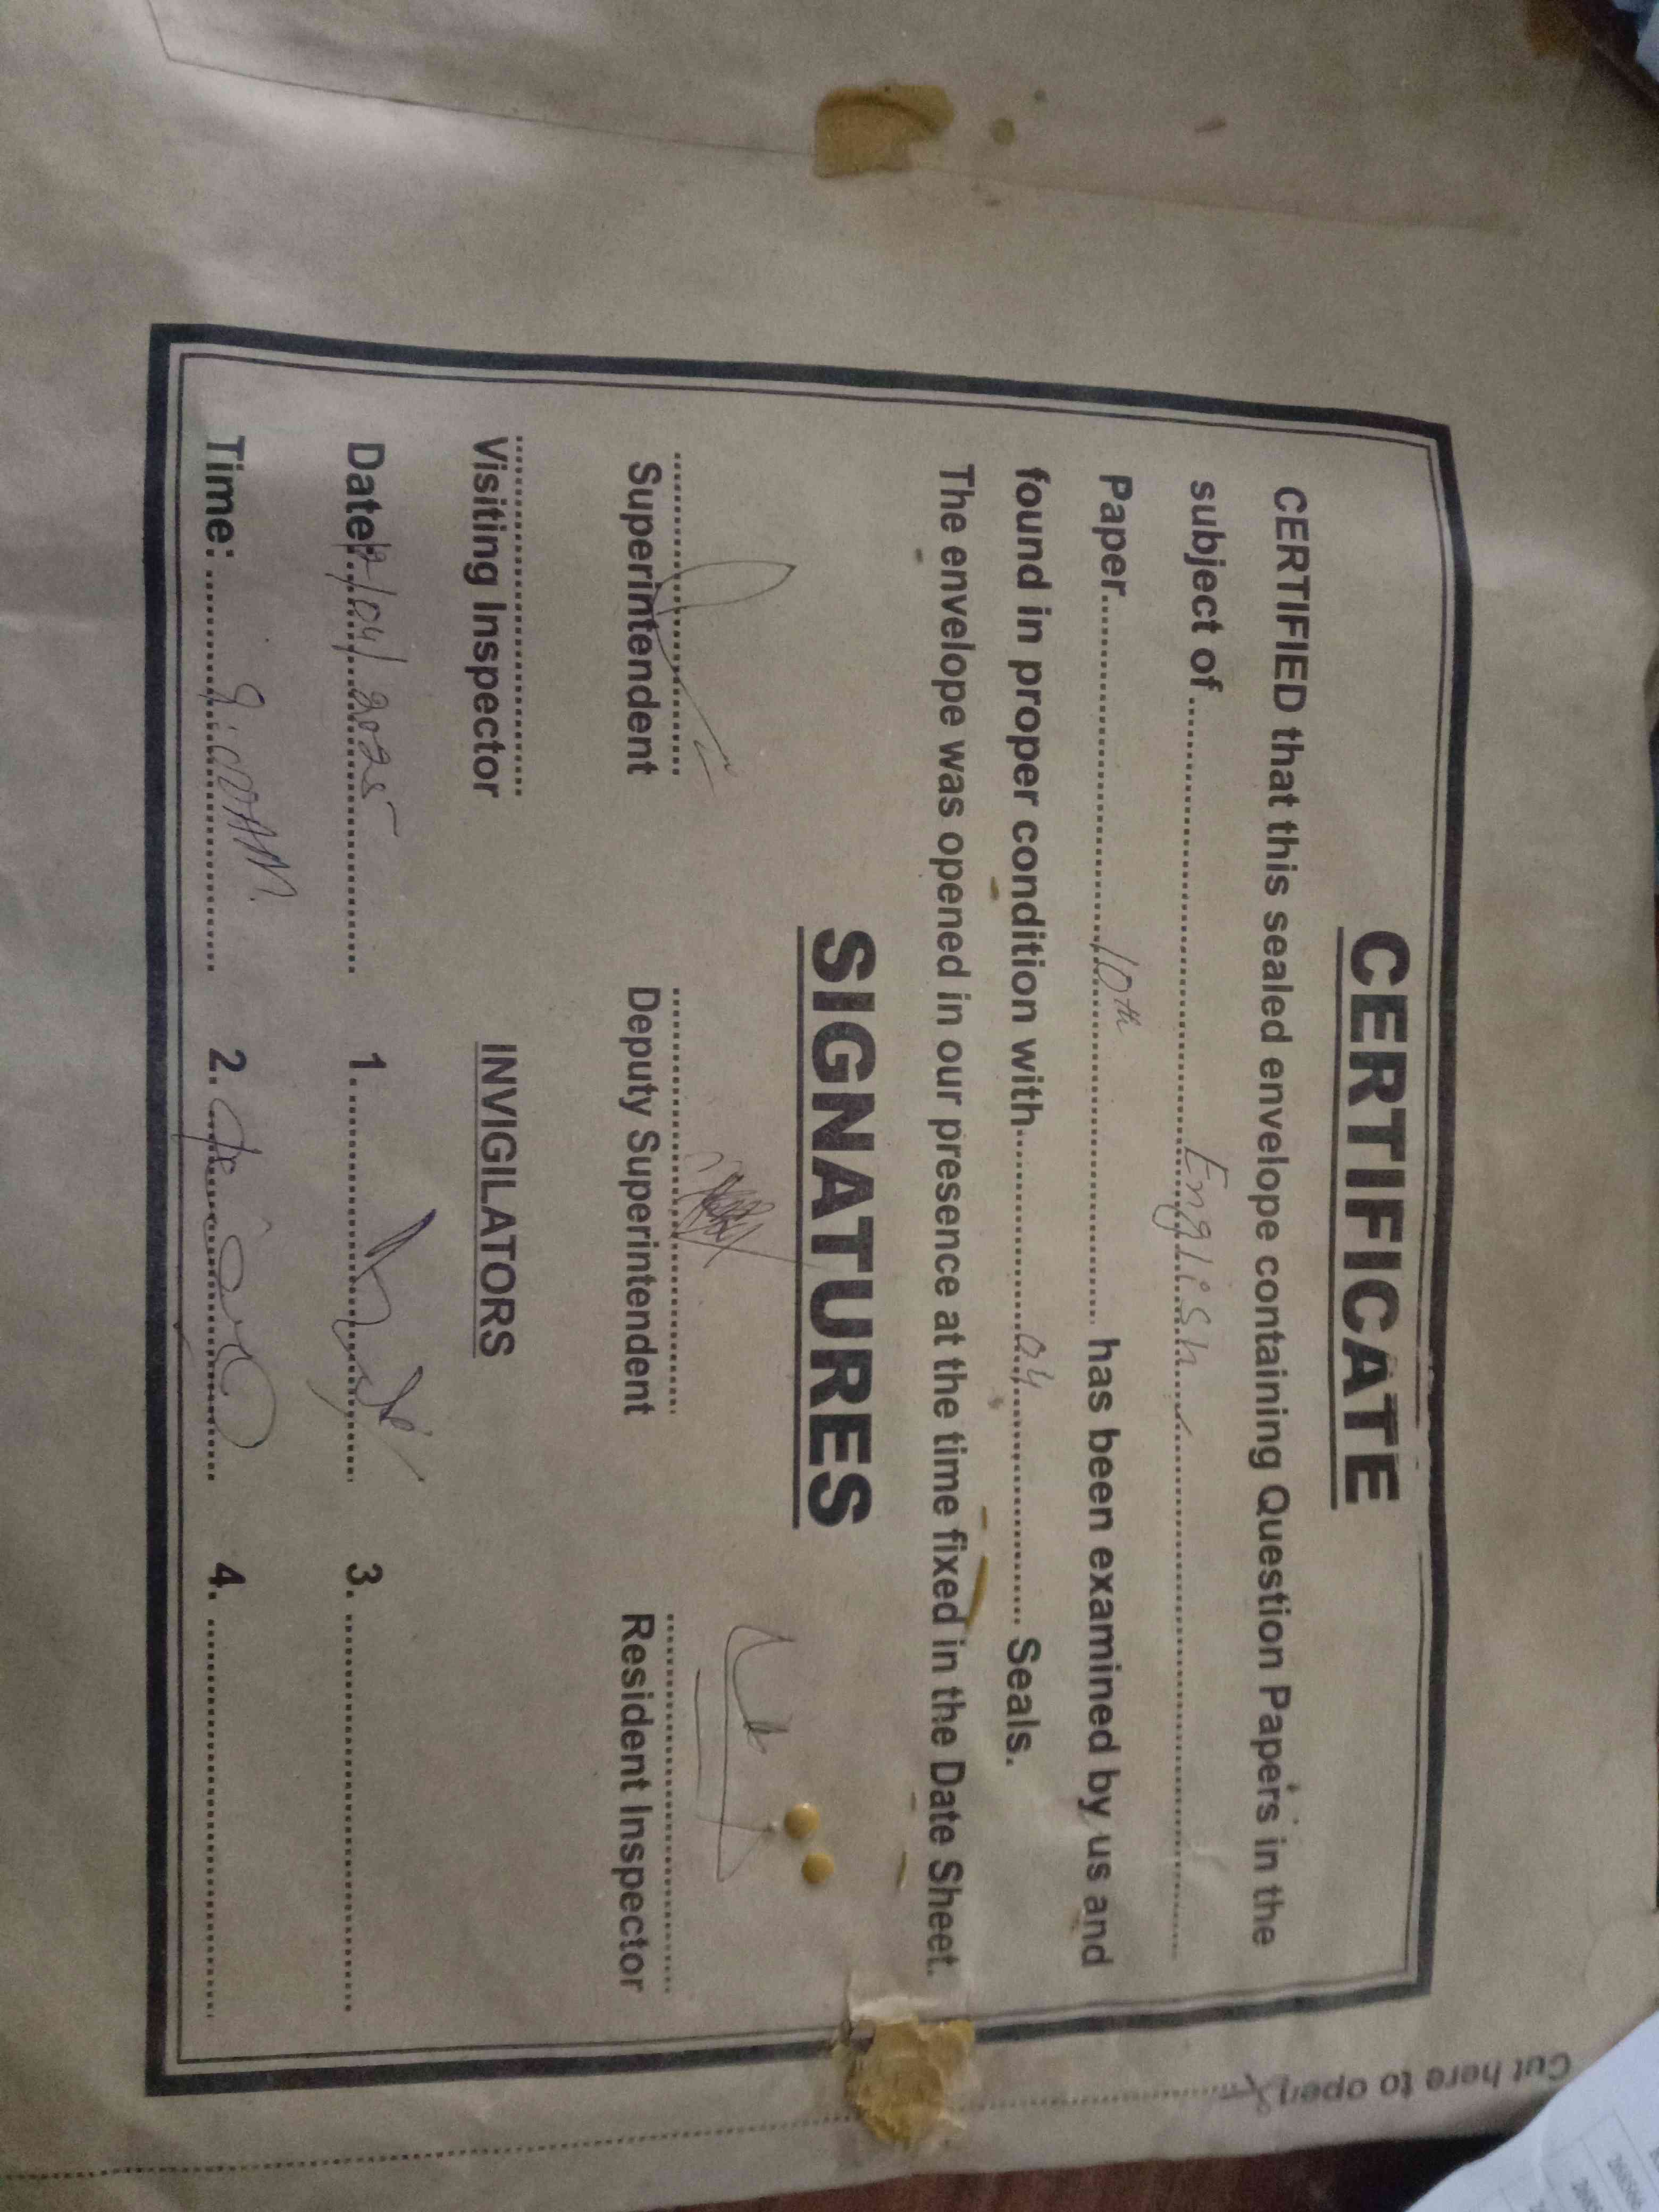 CERTIFICATE
CERTIFIED that this sealed envelope containing Question Papers in the
subject of........English........
Paper........10th........ has been examined by us and
found in proper condition with........04........ Seals.
The envelope was opened in our presence at the time fixed in the Date Sheet.
SIGNATURES
Superintendent Deputy Superintendent Resident Inspector
Visiting Inspector INVIGILATORS
Date: /04/2025 1. 3.
Time: 9:00AM 2. 4.
Cut here to open